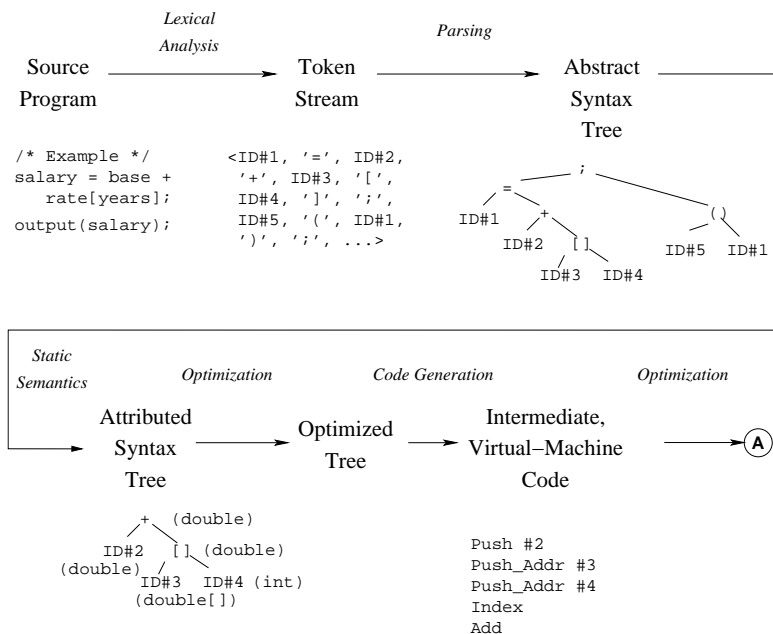 Lexical
Analysis
Parsing
Source
Program
Token
Stream
Abstract
Syntax
Tree
/* Example */
salary = base +
rate[years];
output(salary);
<ID#1, '=', ID#2,
'+', ID#3, '[',
ID#4, ']', ';',
ID#5, '(', ID#1,
')', ';', ...>
;
=
ID#1
+
()
ID#2
[]
ID#5 ID#1
ID#3 ID#4
Static
Semantics
Optimization
Code Generation
Optimization
Attributed
Syntax
Tree
Optimized
Tree
Intermediate,
Virtual−Machine
Code
A
+ (double)
ID#2 [] (double)
(double)
ID#3 ID#4 (int)
(double[])
Push #2
Push_Addr #3
Push_Addr #4
Index
Add